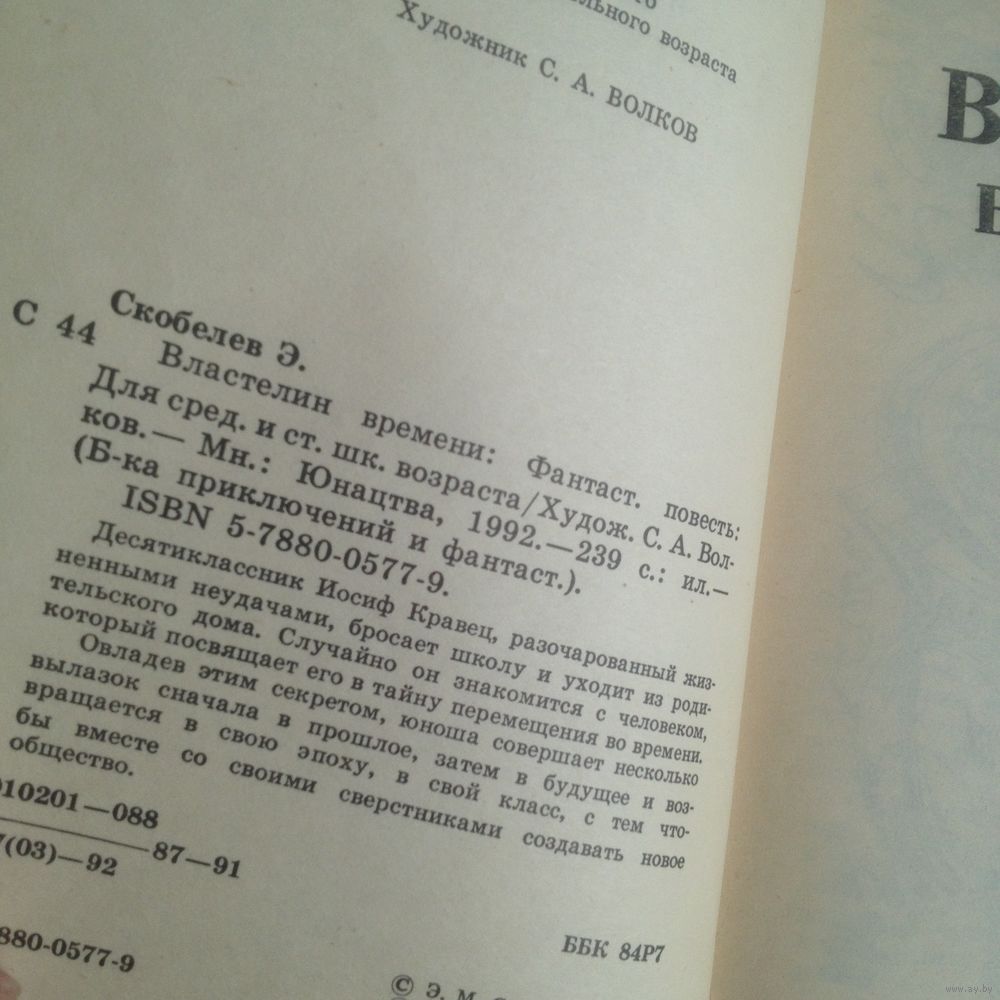 льного возраста
Художник С. А. ВОЛКОВ
Скобелев Э.
С 44
Властелин времени: Фантаст. повесть:
Для сред. и ст. шк. возраста/Худож. С. А. Вол-
ков.— Мн.: Юнацтва, 1992.—239 с.: ил.—
(Б-ка приключений и фантаст.).
ISBN 5-7880-0577-9.
Десятиклассник Иосиф Кравец, разочарованный жиз-
ненными неудачами, бросает школу и уходит из роди-
тельского дома. Случайно он знакомится с человеком,
который посвящает его в тайну перемещения во времени.
Овладев этим секретом, юноша совершает несколько
вылазок сначала в прошлое, затем в будущее и воз-
вращается в свою эпоху, в свой класс, с тем что-
бы вместе со своими сверстниками создавать новое
общество.
10201—088
87—91
(03)—92
880-0577-9
ББК 84Р7
© Э. М.
В
www.ay.by